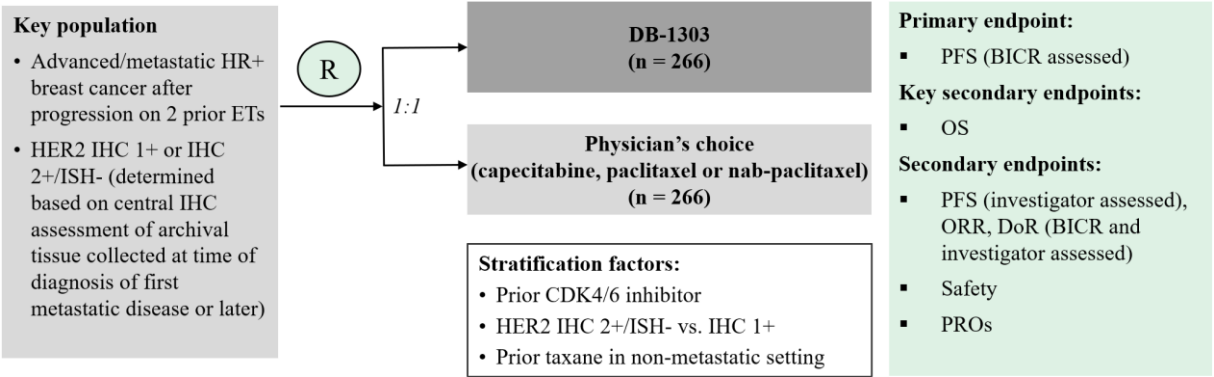 Key population
• Advanced/metastatic HR+
breast cancer after
progression on 2 prior ETs
• HER2 IHC 1+ or IHC
2+/ISH- (determined
based on central IHC
assessment of archival
tissue collected at time of
diagnosis of first
metastatic disease or later)
R
1:1
DB-1303
(n = 266)
Physician's choice
(capecitabine, paclitaxel or nab-paclitaxel)
(n = 266)
Stratification factors:
• Prior CDK4/6 inhibitor
• HER2 IHC 2+/ISH- vs. IHC 1+
• Prior taxane in non-metastatic setting
Primary endpoint:
▪ PFS (BICR assessed)
Key secondary endpoints:
▪ OS
Secondary endpoints:
▪ PFS (investigator assessed),
ORR, DoR (BICR and
investigator assessed)
▪ Safety
▪ PROs